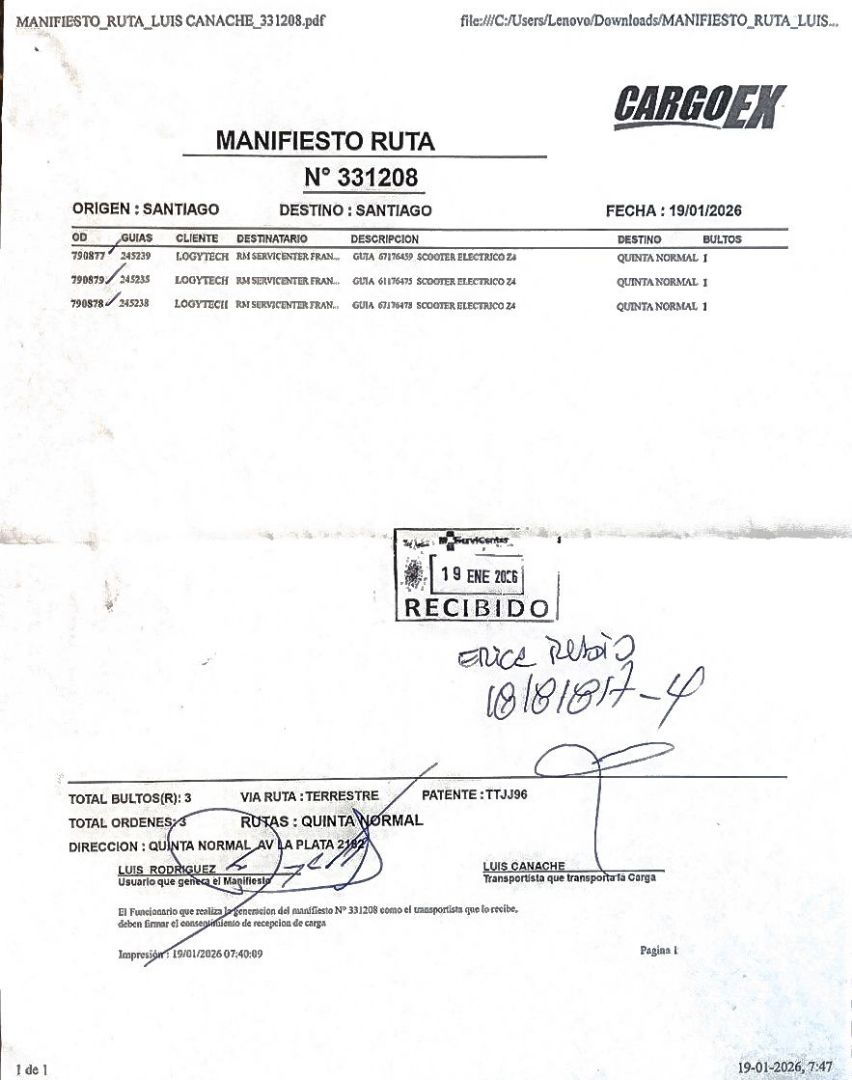 MANIFIESTO_RUTA_LUIS CANACHE_331208.pdf file:///C:/Users/Lenovo/Downloads/MANIFIESTO_RUTA_LUIS...
CARGOEX
MANIFIESTO RUTA
N° 331208
ORIGEN : SANTIAGO DESTINO : SANTIAGO FECHA : 19/01/2026
OD GUIAS CLIENTE DESTINATARIO DESCRIPCION DESTINO BULTOS
790877 245239 LOGYTECH RM SERVICENTER FRAN... GUIA 67176459 SCOOTER ELECTRICO Z4 QUINTA NORMAL 1
790879 245235 LOGYTECH RM SERVICENTER FRAN... GUIA 61176475 SCOOTER ELECTRICO Z4 QUINTA NORMAL 1
790878 245238 LOGYTECH RM SERVICENTER FRAN... GUIA 67176478 SCOOTER ELECTRICO Z4 QUINTA NORMAL 1
ServiCenter
19 ENE 2026
RECIBIDO
18181817-4
TOTAL BULTOS(R): 3 VIA RUTA : TERRESTRE PATENTE : TTJJ96
TOTAL ORDENES: 3 RUTAS : QUINTA NORMAL
DIRECCION : QUINTA NORMAL AV LA PLATA 2182
LUIS RODRIGUEZ LUIS CANACHE
Usuario que genera el Manifiesto Transportista que transporta la Carga
El Funcionario que realiza la generacion del manifiesto N° 331208 como el transportista que lo recibe,
deben firmar el consentimiento de recepcion de carga
Impresión : 19/01/2026 07:40:09 Pagina 1
1 de 1 19-01-2026, 7:47